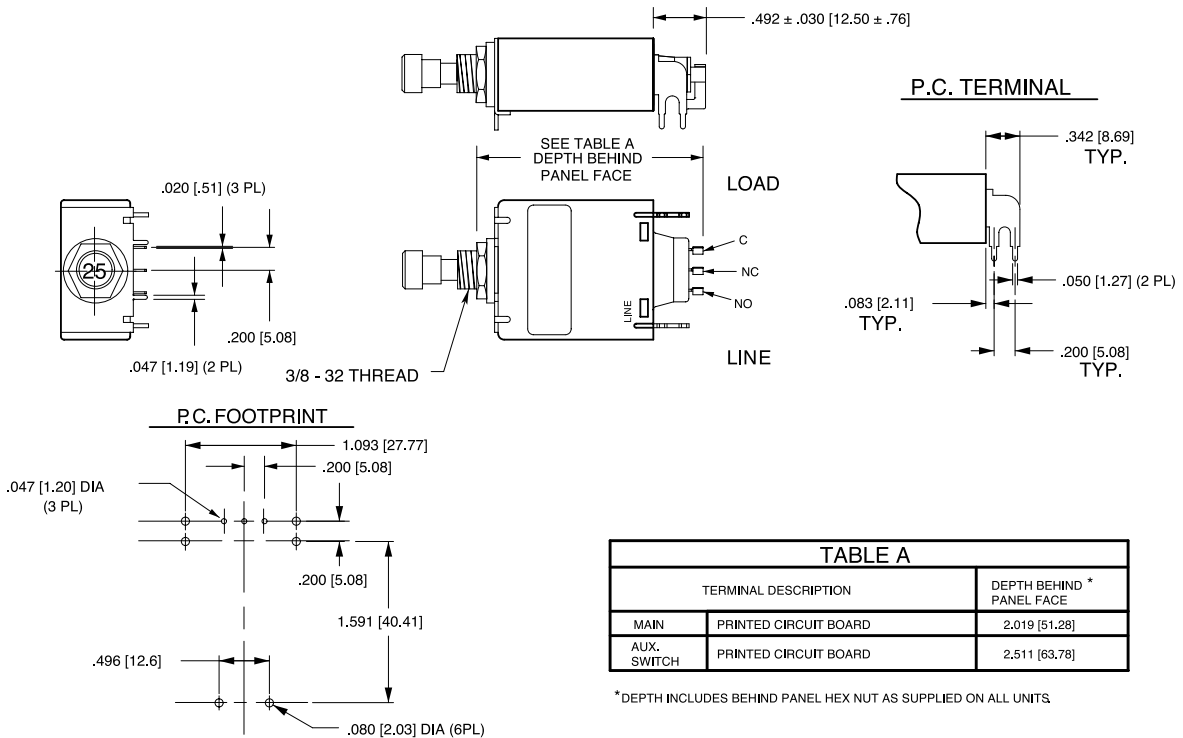 .492 ± .030 [12.50 ± .76]
P.C. TERMINAL
.342 [8.69]
TYP.
SEE TABLE A
DEPTH BEHIND
PANEL FACE
LOAD
.020 [.51] (3 PL)
C
25
NC
NO
LINE
.050 [1.27] (2 PL)
.083 [2.11]
TYP.
.200 [5.08]
.047 [1.19] (2 PL)
LINE
.200 [5.08]
TYP.
3/8 - 32 THREAD
P.C. FOOTPRINT
1.093 [27.77]
.200 [5.08]
.047 [1.20] DIA
(3 PL)
.200 [5.08]
1.591 [40.41]
.496 [12.6]
.080 [2.03] DIA (6PL)
TABLE A
TERMINAL DESCRIPTION
DEPTH BEHIND *
PANEL FACE
MAIN
PRINTED CIRCUIT BOARD
2.019 [51.28]
AUX.
SWITCH
PRINTED CIRCUIT BOARD
2.511 [63.78]
*DEPTH INCLUDES BEHIND PANEL HEX NUT AS SUPPLIED ON ALL UNITS.